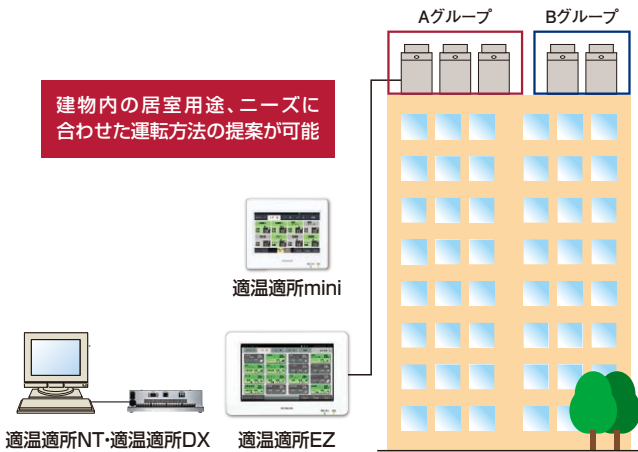 Aグループ
Bグループ
建物内の居室用途、ニーズに
合わせた運転方法の提案が可能
適温適所mini
適温適所NT・適温適所DX
適温適所EZ